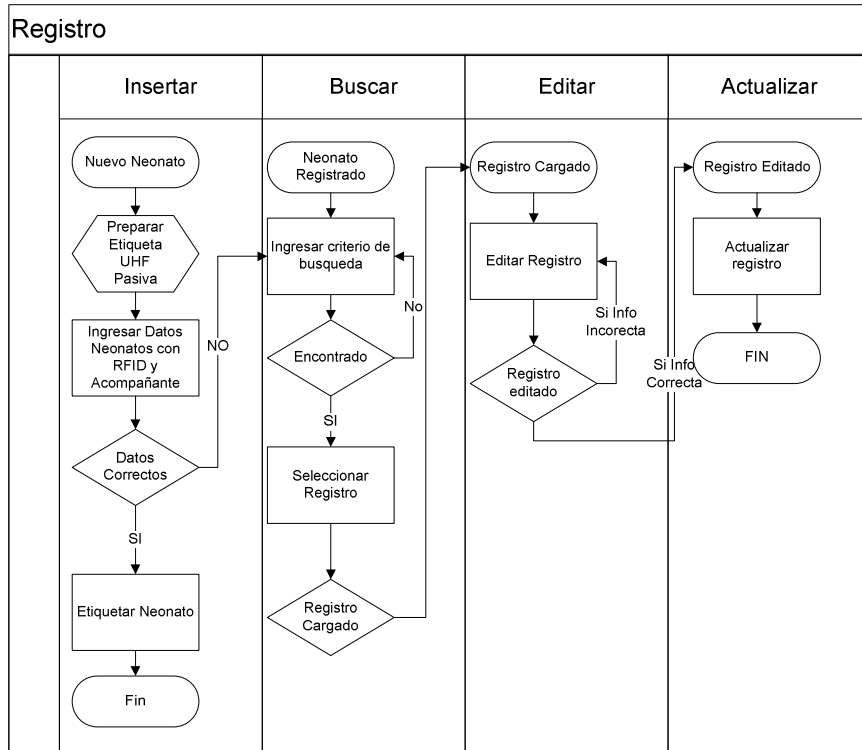 Registro
Insertar
Buscar
Editar
Actualizar
Nuevo Neonato
Preparar
Etiqueta
UHF
Pasiva
Ingresar Datos
Neonatos con
RFID y
Acompañante
NO
Datos
Correctos
SI
Etiquetar Neonato
Fin
Neonato
Registrado
Ingresar criterio de
busqueda
No
Encontrado
SI
Seleccionar
Registro
Registro
Cargado
Registro Cargado
Editar Registro
Si Info
Incorecta
Registro
editado
Si Info
Correcta
Registro Editado
Actualizar
registro
FIN